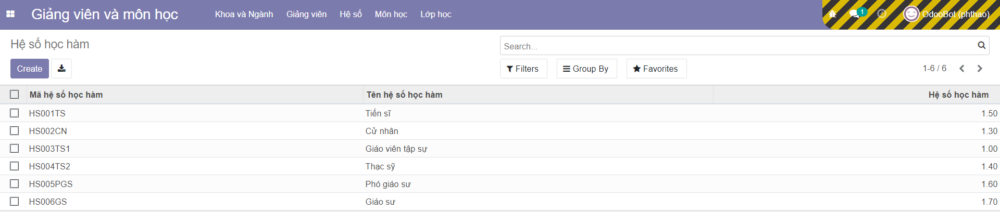 Giảng viên và môn học Khoa và Ngành Giảng viên Hệ số Môn học Lớp học 1 OdooBot (phthao)
Hệ số học hàm Search...
Create Filters Group By Favorites 1-6 / 6
Mã hệ số học hàm Tên hệ số học hàm Hệ số học hàm
HS001TS Tiến sĩ 1.50
HS002CN Cử nhân 1.30
HS003TS1 Giáo viên tập sự 1.00
HS004TS2 Thạc sỹ 1.40
HS005PGS Phó giáo sư 1.60
HS006GS Giáo sư 1.70